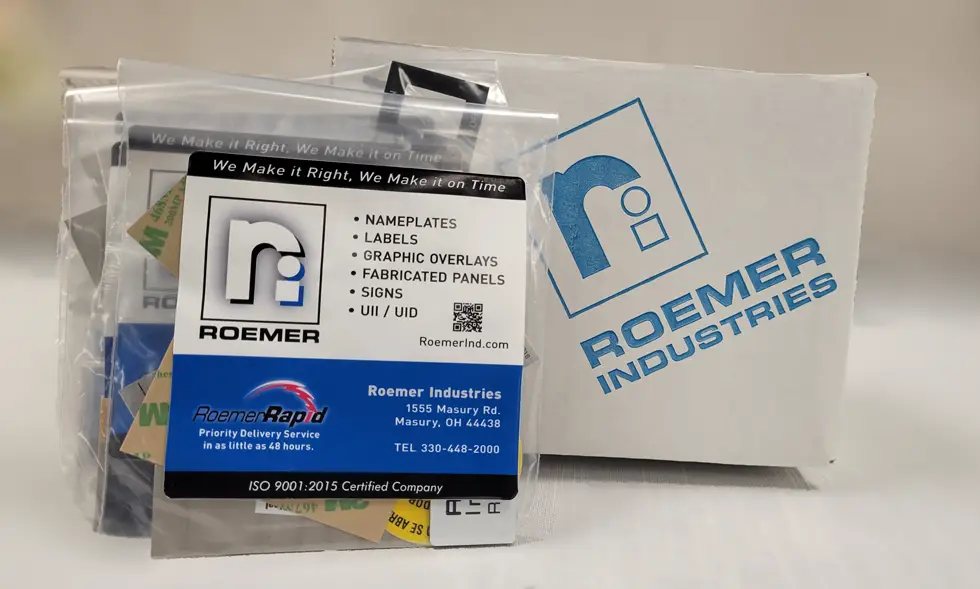 We Make it Right, We Make it on Time
We Make it Right, We Make it on Time
• NAMEPLATES
• LABELS
• GRAPHIC OVERLAYS
• FABRICATED PANELS
• SIGNS
• UII / UID
ROEMER
RoemerInd.com
RoemerRapid
Priority Delivery Service
in as little as 48 hours.
Roemer Industries
1555 Masury Rd.
Masury, OH 44438
TEL 330-448-2000
ISO 9001:2015 Certified Company
ROEMER
INDUSTRIES
3M